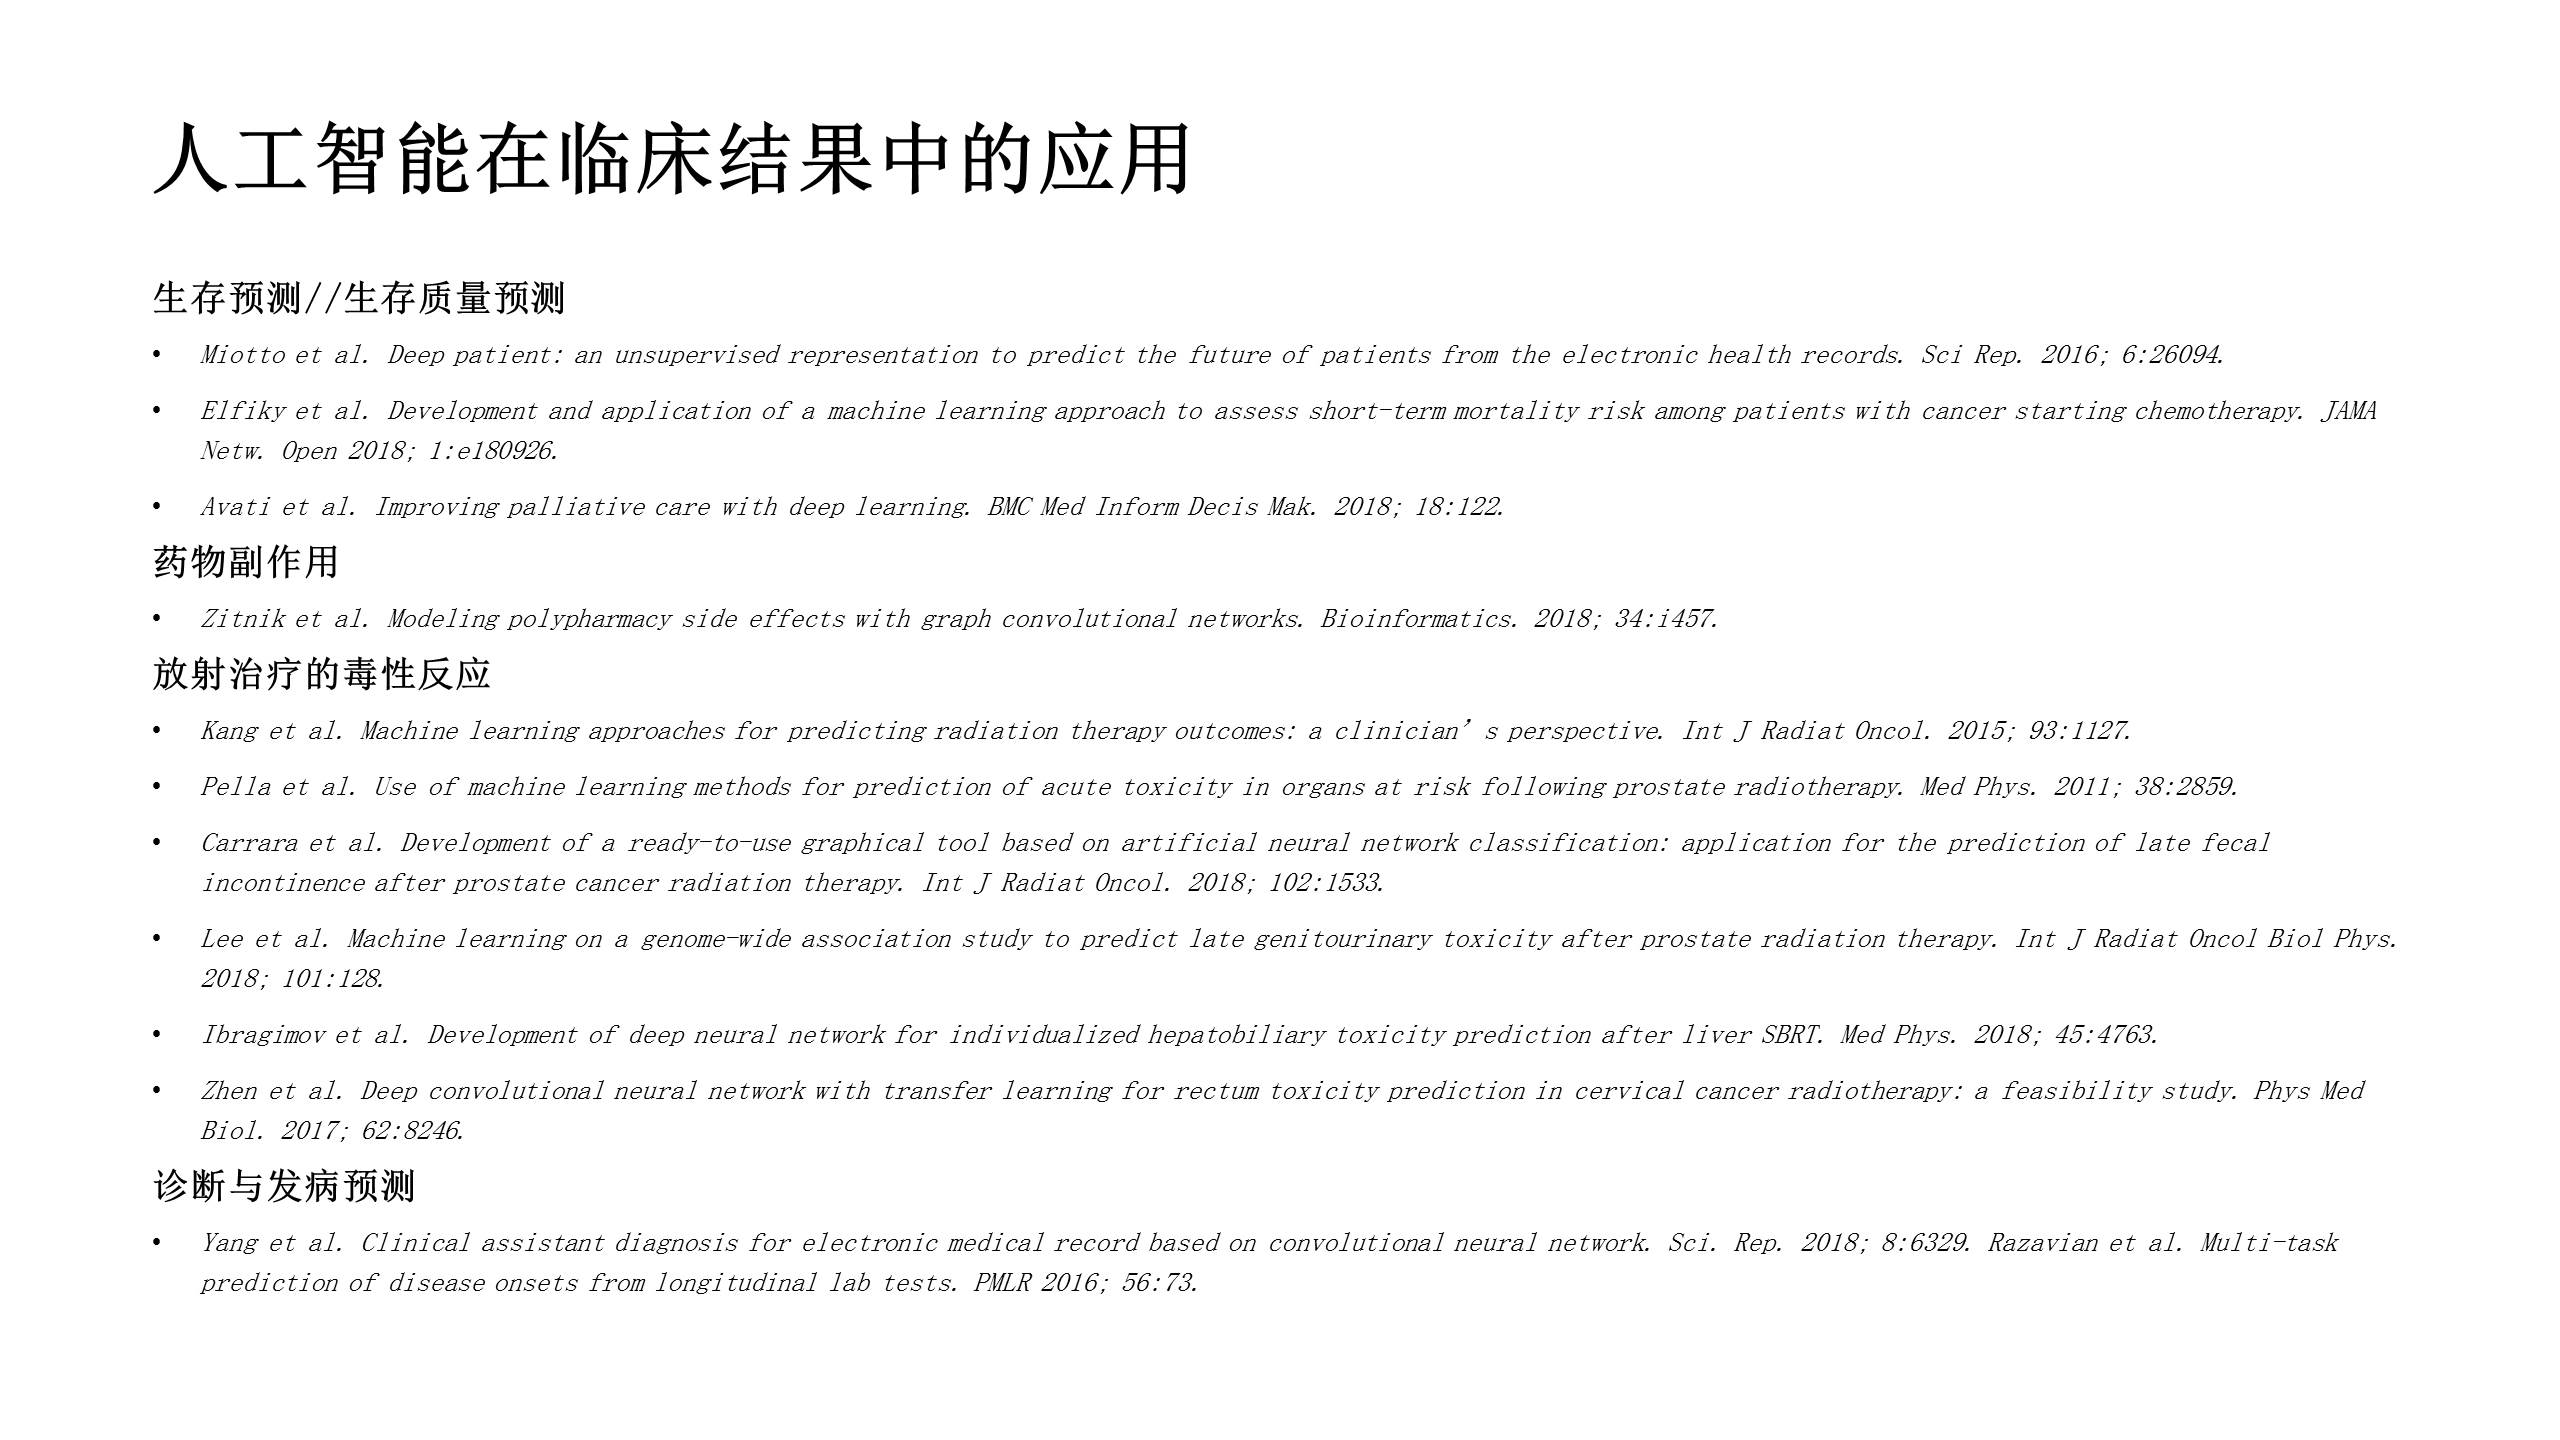 人工智能在临床结果中的应用
生存预测//生存质量预测
• Miotto et al. Deep patient: an unsupervised representation to predict the future of patients from the electronic health records. Sci Rep. 2016; 6:26094.
• Elfiky et al. Development and application of a machine learning approach to assess short-term mortality risk among patients with cancer starting chemotherapy. JAMA
Netw. Open 2018; 1:e180926.
• Avati et al. Improving palliative care with deep learning. BMC Med Inform Decis Mak. 2018; 18:122.
药物副作用
• Zitnik et al. Modeling polypharmacy side effects with graph convolutional networks. Bioinformatics. 2018; 34:i457.
放射治疗的毒性反应
• Kang et al. Machine learning approaches for predicting radiation therapy outcomes: a clinician’s perspective. Int J Radiat Oncol. 2015; 93:1127.
• Pella et al. Use of machine learning methods for prediction of acute toxicity in organs at risk following prostate radiotherapy. Med Phys. 2011; 38:2859.
• Carrara et al. Development of a ready-to-use graphical tool based on artificial neural network classification: application for the prediction of late fecal
incontinence after prostate cancer radiation therapy. Int J Radiat Oncol. 2018; 102:1533.
• Lee et al. Machine learning on a genome-wide association study to predict late genitourinary toxicity after prostate radiation therapy. Int J Radiat Oncol Biol Phys.
2018; 101:128.
• Ibragimov et al. Development of deep neural network for individualized hepatobiliary toxicity prediction after liver SBRT. Med Phys. 2018; 45:4763.
• Zhen et al. Deep convolutional neural network with transfer learning for rectum toxicity prediction in cervical cancer radiotherapy: a feasibility study. Phys Med
Biol. 2017; 62:8246.
诊断与发病预测
• Yang et al. Clinical assistant diagnosis for electronic medical record based on convolutional neural network. Sci. Rep. 2018; 8:6329. Razavian et al. Multi-task
prediction of disease onsets from longitudinal lab tests. PMLR 2016; 56:73.